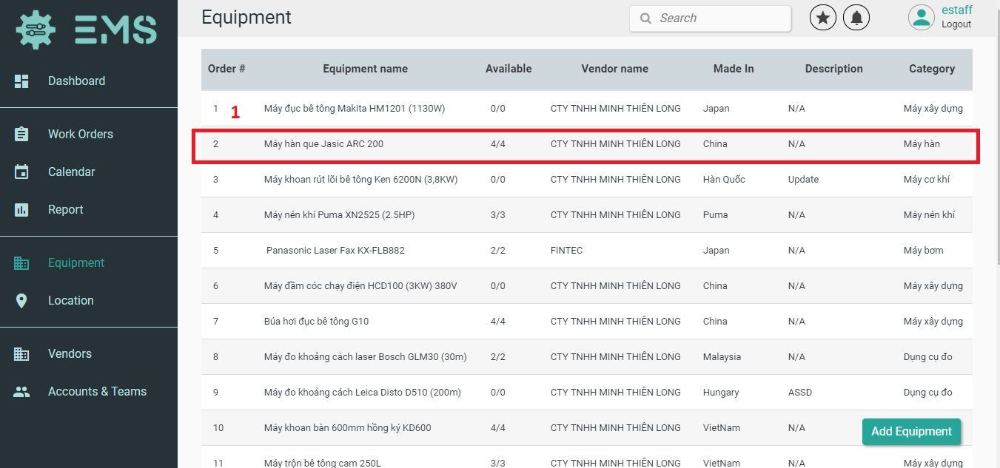 EMS
Equipment
Search
estaff
Logout
Dashboard
Work Orders
Calendar
Report
Equipment
Location
Vendors
Accounts & Teams
Order # Equipment name Available Vendor name Made In Description Category
1 Máy đục bê tông Makita HM1201 (1130W) 0/0 CTY TNHH MINH THIÊN LONG Japan N/A Máy xây dựng
1
2 Máy hàn que Jasic ARC 200 4/4 CTY TNHH MINH THIÊN LONG China N/A Máy hàn
3 Máy khoan rút lõi bê tông Ken 6200N (3,8KW) 0/0 CTY TNHH MINH THIÊN LONG Hàn Quốc Update Máy cơ khí
4 Máy nén khí Puma XN2525 (2.5HP) 3/3 CTY TNHH MINH THIÊN LONG Puma N/A Máy nén khí
5 Panasonic Laser Fax KX-FLB882 2/2 FINTEC Japan N/A Máy bơm
6 Máy đầm cóc chạy điện HCD100 (3KW) 380V 0/0 CTY TNHH MINH THIÊN LONG China N/A Máy xây dựng
7 Búa hơi đục bê tông G10 4/4 CTY TNHH MINH THIÊN LONG China N/A Máy xây dựng
8 Máy đo khoảng cách laser Bosch GLM30 (30m) 2/2 CTY TNHH MINH THIÊN LONG Malaysia N/A Dụng cụ đo
9 Máy đo khoảng cách Leica Disto D510 (200m) 0/0 CTY TNHH MINH THIÊN LONG Hungary ASSD Dụng cụ đo
10 Máy khoan bàn 600mm hồng ký KD600 4/4 CTY TNHH MINH THIÊN LONG VietNam N/A
Add Equipment
11 Máy trộn bê tông cam 250L 3/3 CTY TNHH MINH THIÊN LONG VietNam N/A Máy xây dựng